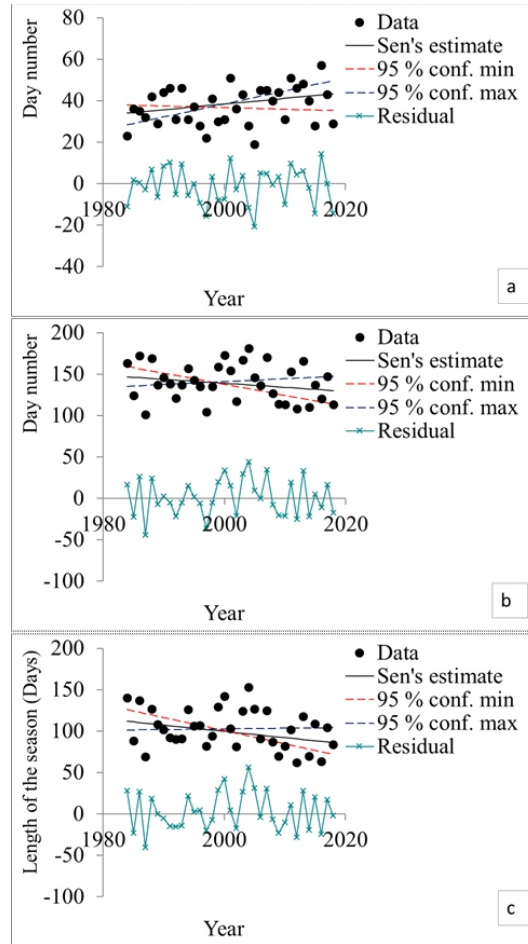 80
60
40
20
0
-20
-40
1980
2000
2020
Day number
Year
Data
Sen's estimate
95 % conf. min
95 % conf. max
Residual
a
200
150
100
50
0
-50
-100
1980
2000
2020
Day number
Year
Data
Sen's estimate
95 % conf. min
95 % conf. max
Residual
b
200
150
100
50
0
-50
-100
1980
2000
2020
Length of the season (Days)
Year
Data
Sen's estimate
95 % conf. min
95 % conf. max
Residual
c